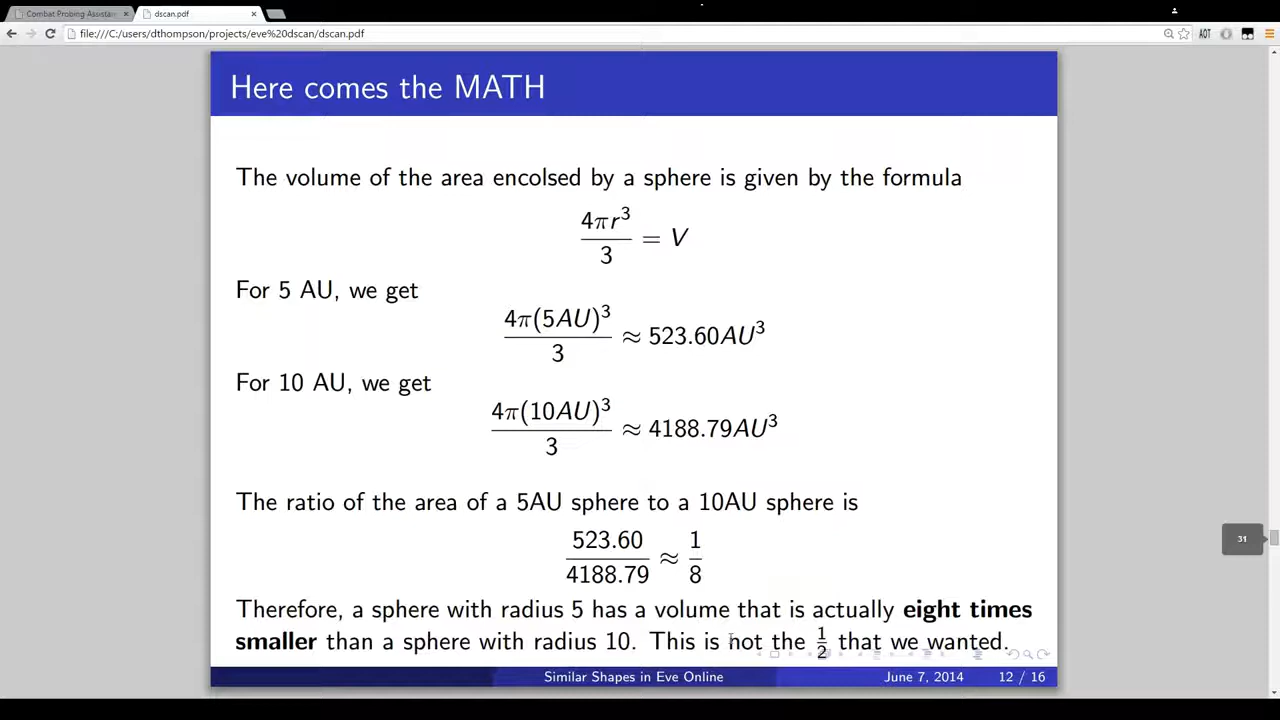 Combat Probing Assista
dscan.pdf
file:///C:/users/dthompson/projects/eve%20dscan/dscan.pdf
Here comes the MATH
The volume of the area encolsed by a sphere is given by the formula
4πr³/3 = V
For 5 AU, we get
4π(5AU)³/3 ≈ 523.60AU³
For 10 AU, we get
4π(10AU)³/3 ≈ 4188.79AU³
The ratio of the area of a 5AU sphere to a 10AU sphere is
523.60/4188.79 ≈ 1/8
Therefore, a sphere with radius 5 has a volume that is actually eight times
smaller than a sphere with radius 10. This is not the 1/2 that we wanted.
Similar Shapes in Eve Online June 7, 2014 12 / 16
31